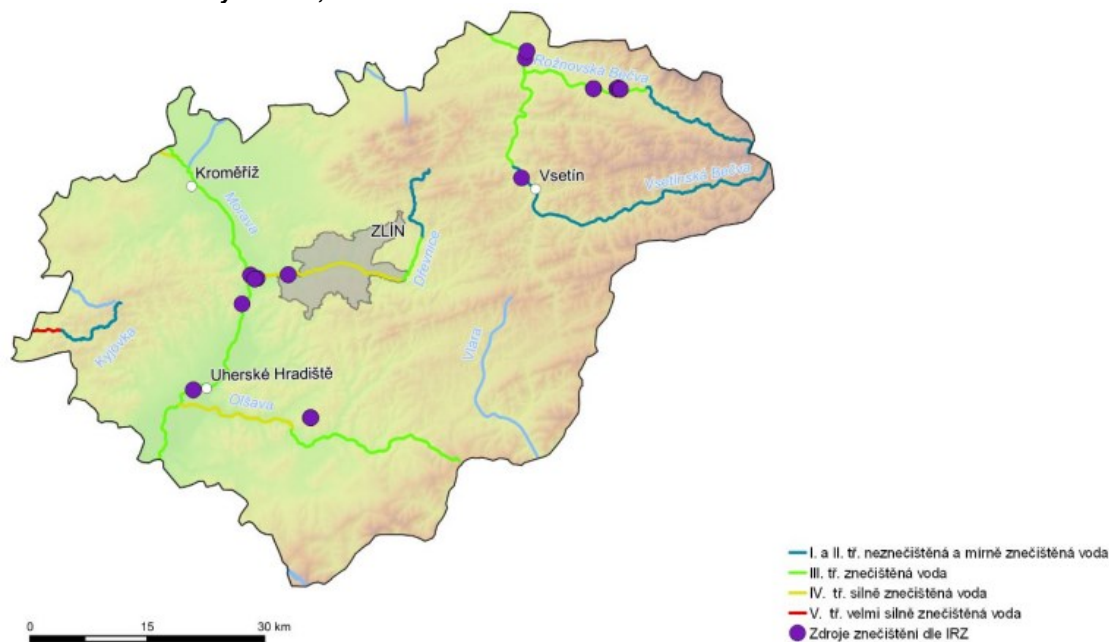 Rožnovska Bečva
Kroměříž
Vsetín
Vsetínská Bečva
Morava
ZLÍN
Dřevnice
Kyjovka
Vlára
Uherské Hradiště
Olšava
I. a II. tř. neznečištěná a mírně znečištěná voda
III. tř. znečištěná voda
IV. tř. silně znečištěná voda
V. tř. velmi silně znečištěná voda
Zdroje znečištění dle IRZ
0 15 30 km